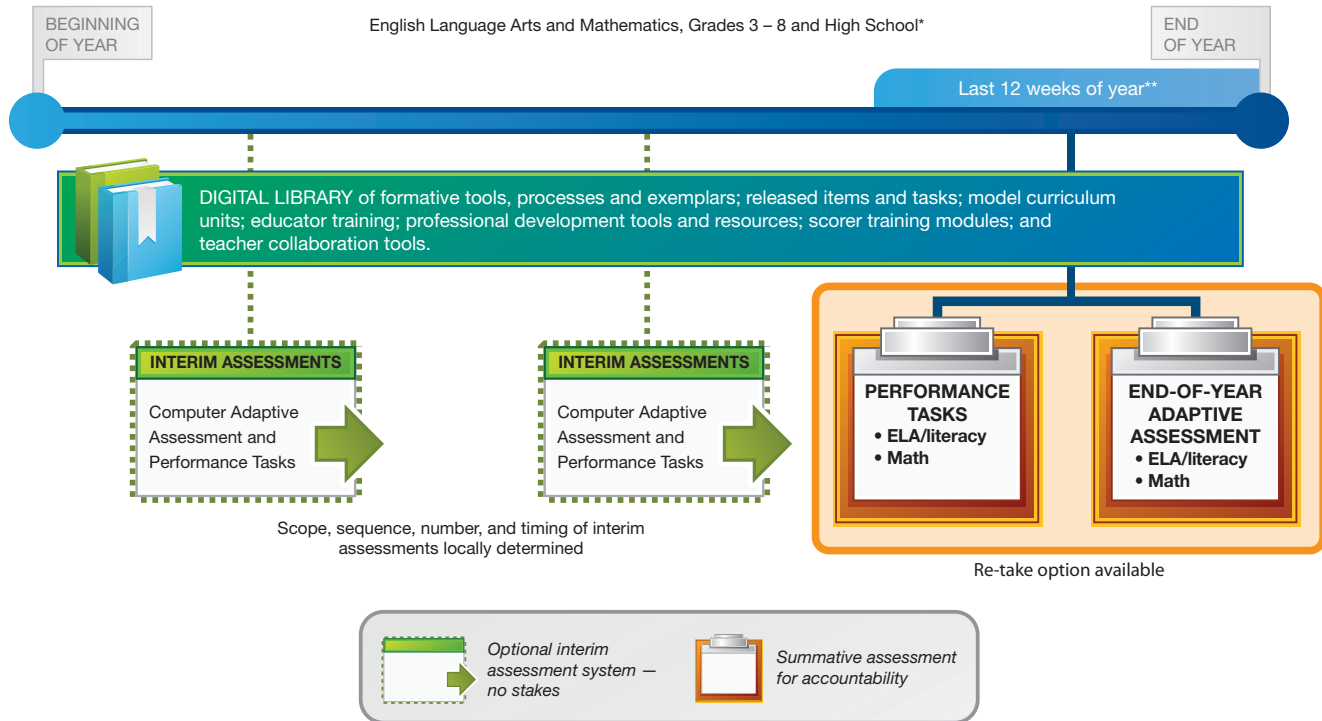 BEGINNING
OF YEAR
English Language Arts and Mathematics, Grades 3 – 8 and High School*
END
OF YEAR
Last 12 weeks of year**
DIGITAL LIBRARY of formative tools, processes and exemplars; released items and tasks; model curriculum
units; educator training; professional development tools and resources; scorer training modules; and
teacher collaboration tools.
INTERIM ASSESSMENTS
Computer Adaptive
Assessment and
Performance Tasks
INTERIM ASSESSMENTS
Computer Adaptive
Assessment and
Performance Tasks
PERFORMANCE
TASKS
• ELA/literacy
• Math
END-OF-YEAR
ADAPTIVE
ASSESSMENT
• ELA/literacy
• Math
Scope, sequence, number, and timing of interim
assessments locally determined
Re-take option available
Optional interim
assessment system —
no stakes
Summative assessment
for accountability